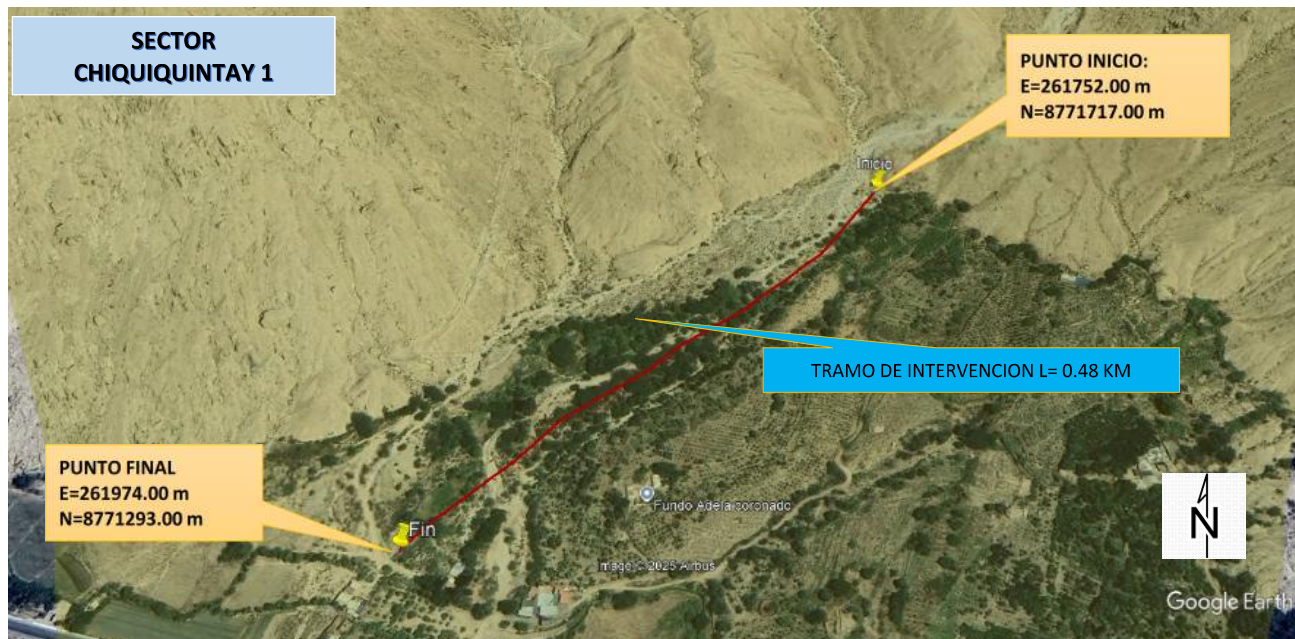 SECTOR
CHIQUIQUINTAY 1
PUNTO INICIO:
E=261752.00 m
N=8771717.00 m
Inicio
TRAMO DE INTERVENCION L= 0.48 KM
PUNTO FINAL
E=261974.00 m
N=8771293.00 m
Fin
Fundo Adela coronado
N
Image © 2025 Airbus
Google Earth